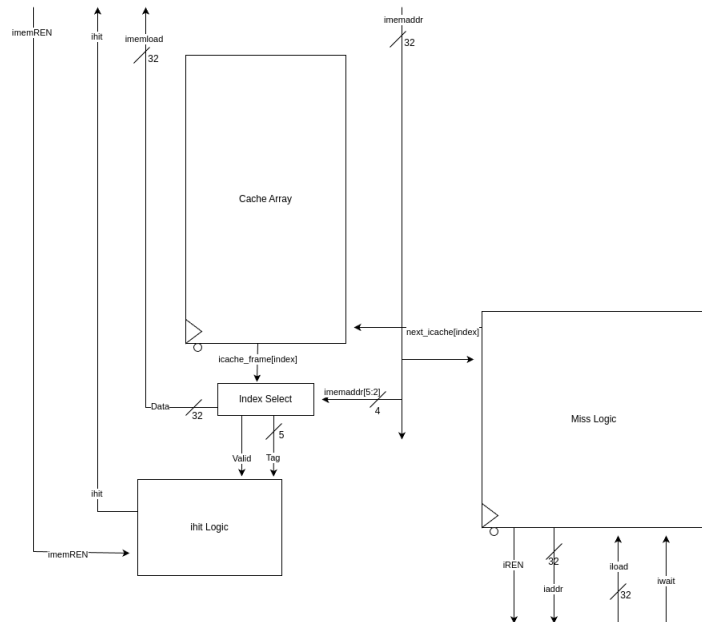 imemaddr
imemREN
ihit
imemload
32
32
Cache Array
next_icache[index]
icache_frame[index]
imemaddr[5:2]
Index Select
Data
32
4
Miss Logic
5
Valid
Tag
ihit
ihit Logic
imemREN
iREN
32
iload
iwait
iaddr
32